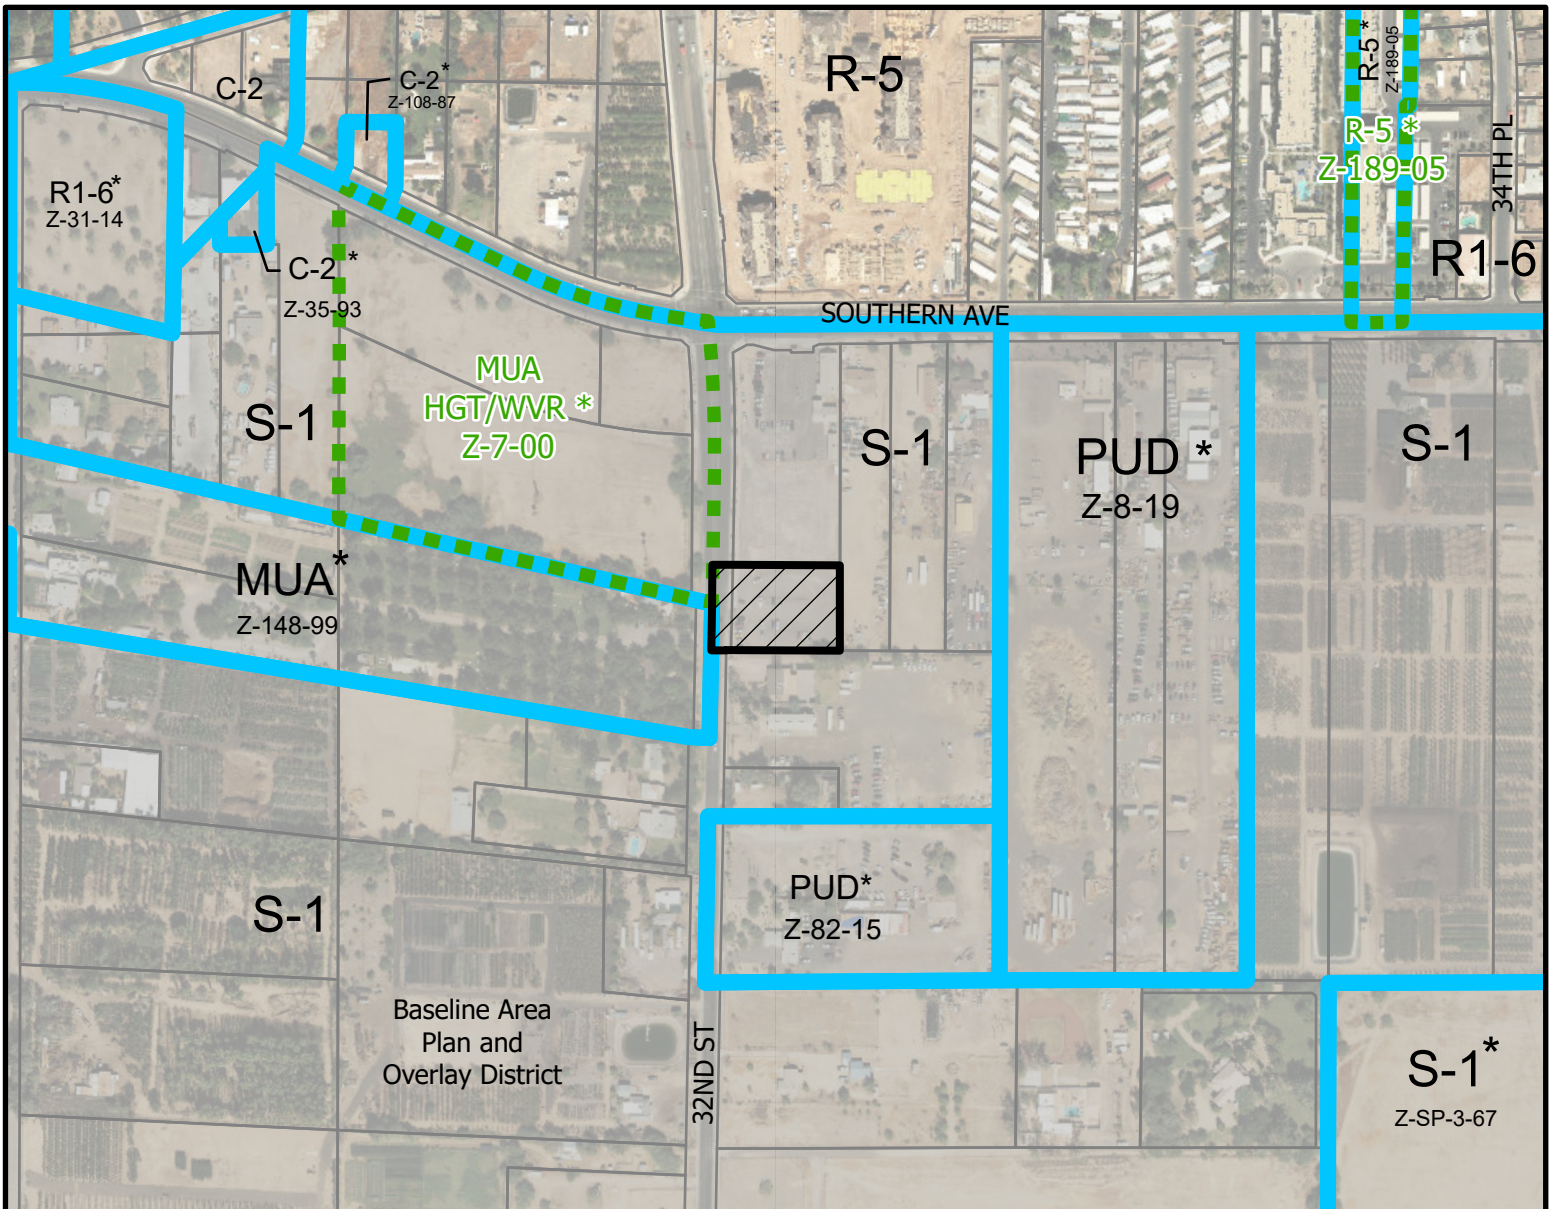 R-5
R-5 *
Z-189-05
C-2
C-2*
Z-108-87
R-5 *
Z-189-05
34TH PL
R1-6*
Z-31-14
R1-6
C-2 *
Z-35-93
SOUTHERN AVE
MUA
HGT/WVR *
Z-7-00
S-1
S-1
PUD *
Z-8-19
S-1
MUA*
Z-148-99
PUD*
Z-82-15
S-1
Baseline Area
Plan and
Overlay District
32ND ST
S-1*
Z-SP-3-67